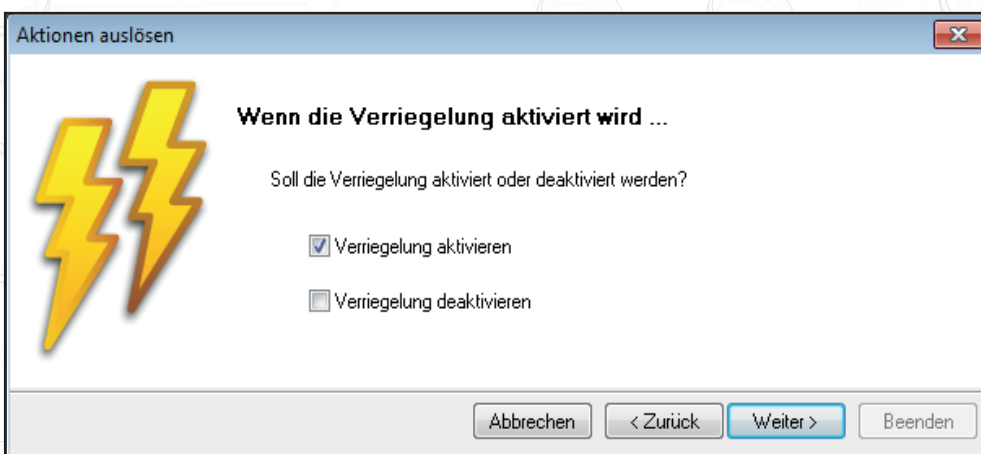 Aktionen auslösen
Wenn die Verriegelung aktiviert wird ...
Soll die Verriegelung aktiviert oder deaktiviert werden?
Verriegelung aktivieren
Verriegelung deaktivieren
Abbrechen < Zurück Weiter > Beenden